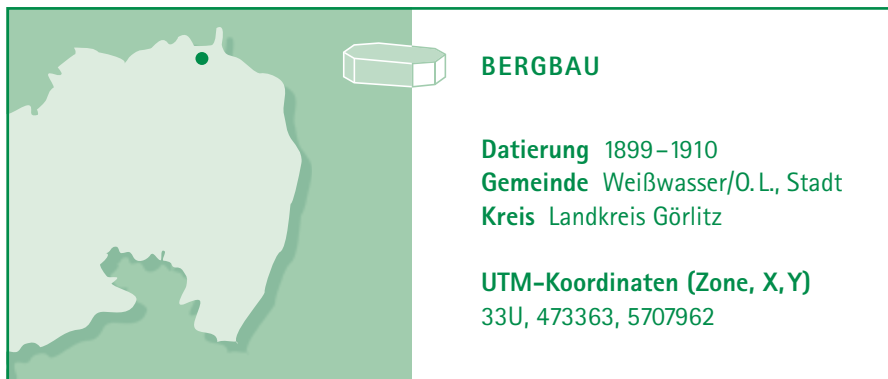 BERGBAU
Datierung 1899–1910
Gemeinde Weißwasser/O. L., Stadt
Kreis Landkreis Görlitz
UTM-Koordinaten (Zone, X, Y)
33U, 473363, 5707962